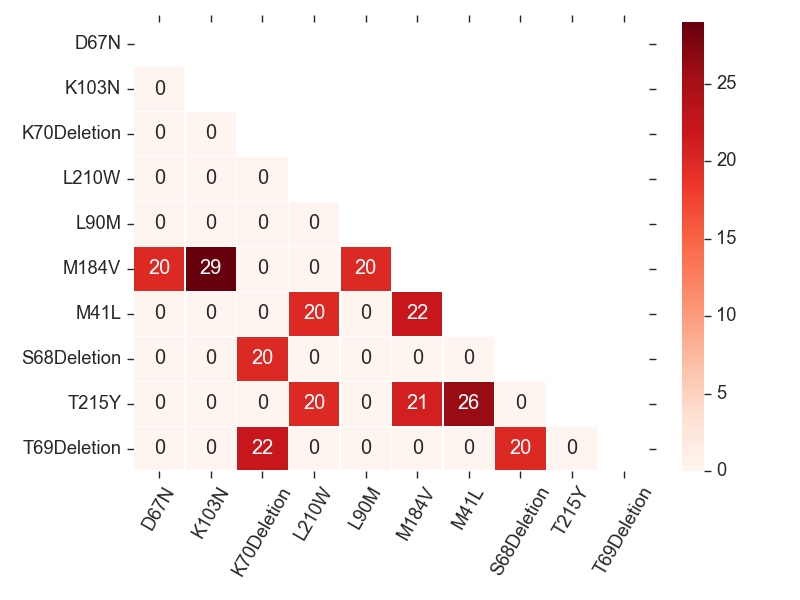 D67N
K103N 0
K70Deletion 0 0
L210W 0 0 0
L90M 0 0 0 0
M184V 20 29 0 0 20
M41L 0 0 0 20 0 22
S68Deletion 0 0 20 0 0 0 0
T215Y 0 0 0 20 0 21 26 0
T69Deletion 0 0 22 0 0 0 0 20 0
D67N K103N K70Deletion L210W L90M M184V M41L S68Deletion T215Y T69Deletion
25
20
15
10
5
0